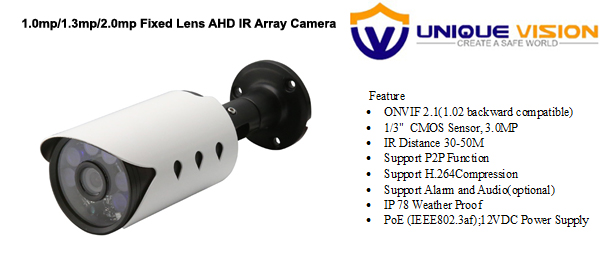 1.0mp/1.3mp/2.0mp Fixed Lens AHD IR Array Camera
UNIQUE VISION
CREATE A SAFE WORLD
Feature
• ONVIF 2.1(1.02 backward compatible)
• 1/3" CMOS Sensor, 3.0MP
• IR Distance 30-50M
• Support P2P Function
• Support H.264Compression
• Support Alarm and Audio(optional)
• IP 78 Weather Proof
• PoE (IEEE802.3af);12VDC Power Supply